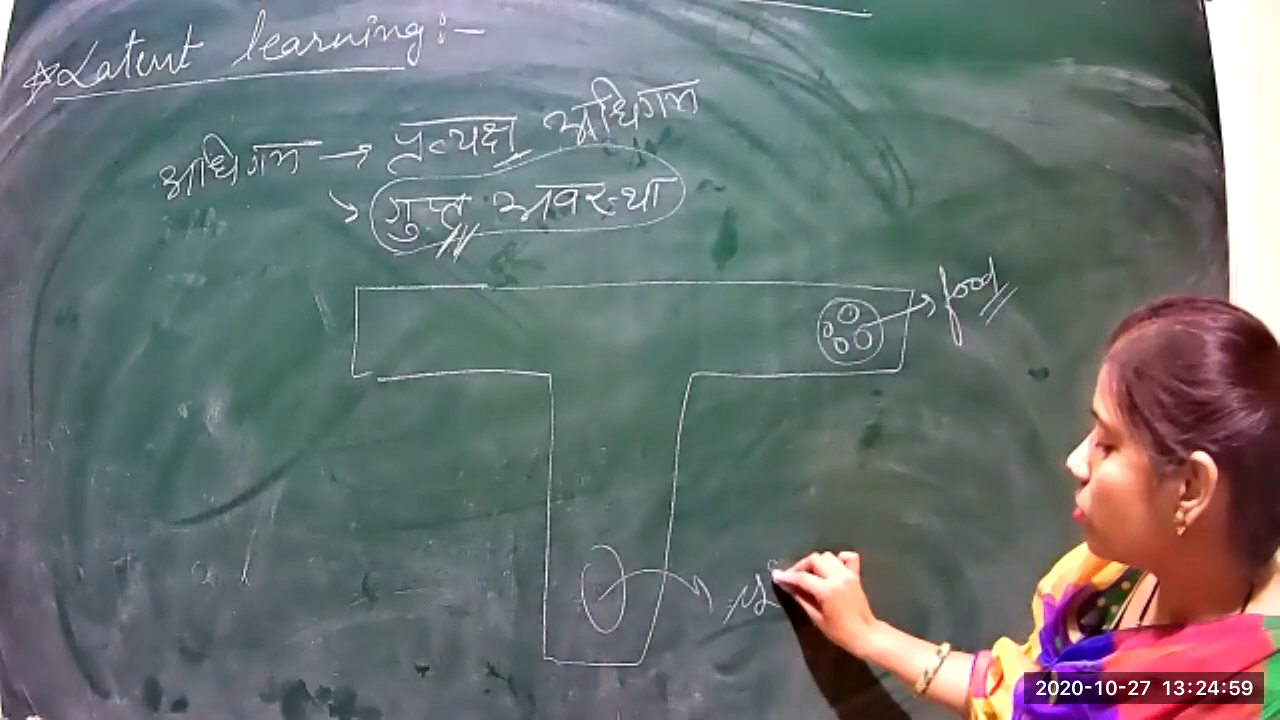 ☆Latent learning:-
अधिगम → प्रत्यक्ष अधिगम
↘ गुप्त अवस्था
→ food
2020-10-27 13:24:59